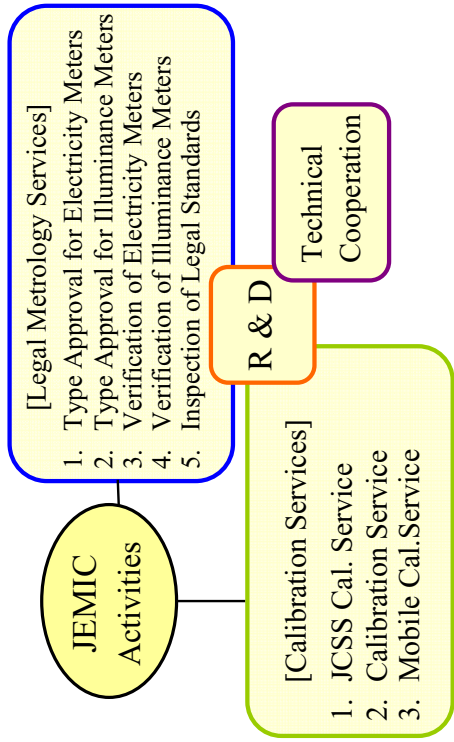 JEMIC
Activities
[Legal Metrology Services]
1. Type Approval for Electricity Meters
2. Type Approval for Illuminance Meters
3. Verification of Electricity Meters
4. Verification of Illuminance Meters
5. Inspection of Legal Standards
[Calibration Services]
1. JCSS Cal. Service
2. Calibration Service
3. Mobile Cal.Service
R & D
Technical
Cooperation